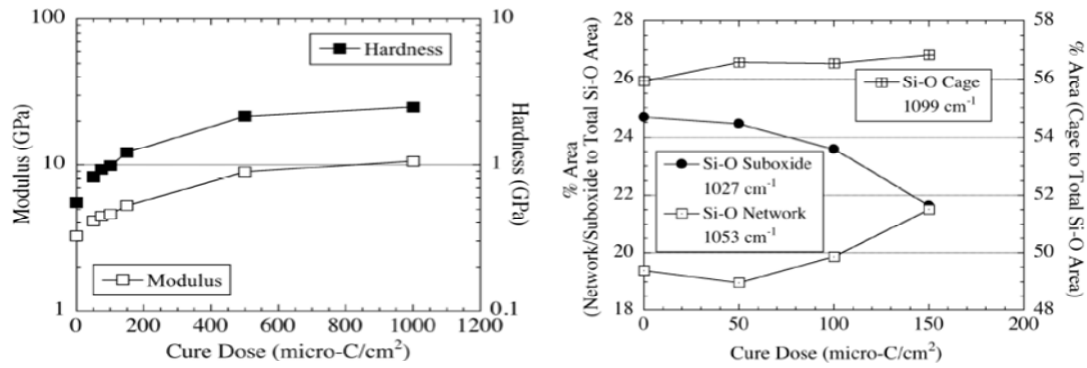 100
10
1
Modulus (GPa)
Hardness
Modulus
10
1
0.1
Hardness (GPa)
0 200 400 600 800 1000 1200
Cure Dose (micro-C/cm²)
28
26
24
22
20
18
% Area
(Network/Suboxide to Total Si-O Area)
Si-O Cage
1099 cm⁻¹
Si-O Suboxide
1027 cm⁻¹
Si-O Network
1053 cm⁻¹
58
56
54
52
50
48
% Area (Cage to Total Si-O Area)
0 50 100 150 200
Cure Dose (micro-C/cm²)